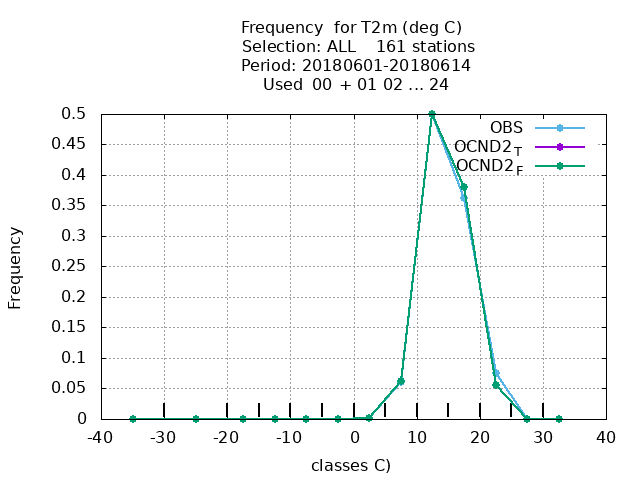 Frequency  for T2m (deg C)
Selection: ALL    161 stations
Period: 20180601-20180614
Used  00 + 01 02 ... 24
OBS
OCND2T
OCND2F
Frequency
0.5
0.45
0.4
0.35
0.3
0.25
0.2
0.15
0.1
0.05
0
-40 -30 -20 -10 0 10 20 30 40
classes C)